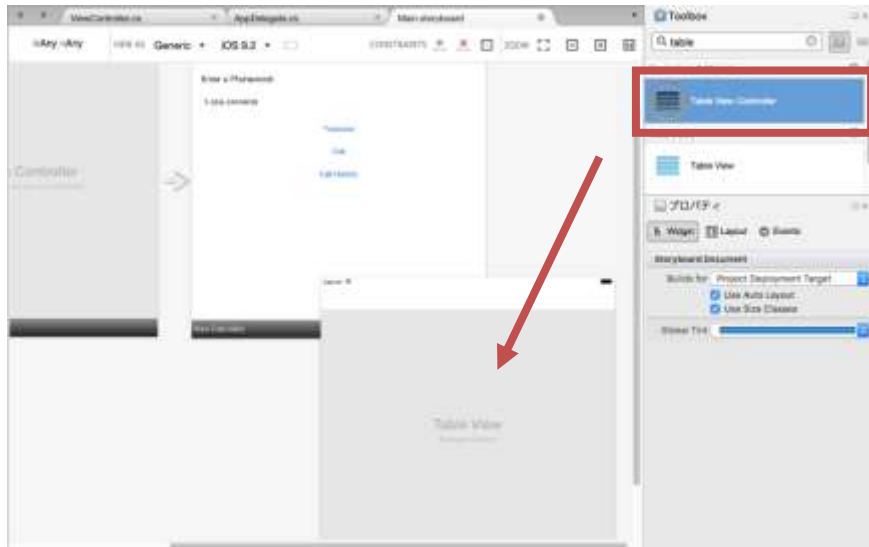 ViewController.cs
AppDelegate.cs
Main.storyboard
Toolbox
Any
Any
VIEW AS
Generic
iOS 9.2
CONSTRAINTS
ZOOM
table
Enter a Phoneword:
Table View Controller
Translate
Call
Call History
Controller
Table View
プロパティ
Widget
Layout
Events
Storyboard Document
Builds for
Project Deployment Target
Use Auto Layout
Use Size Classes
Global Tint
View Controller
Table View